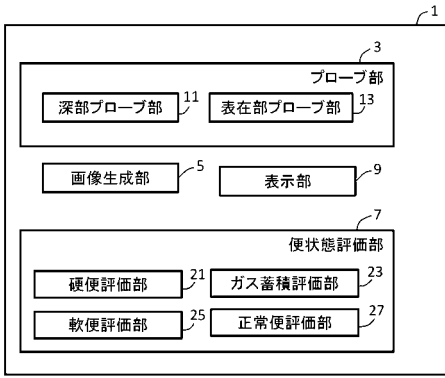 1
3
プローブ部
深部プローブ部 11
表在部プローブ部 13
画像生成部 5
表示部 9
7
便状態評価部
硬便評価部 21
ガス蓄積評価部 23
軟便評価部 25
正常便評価部 27